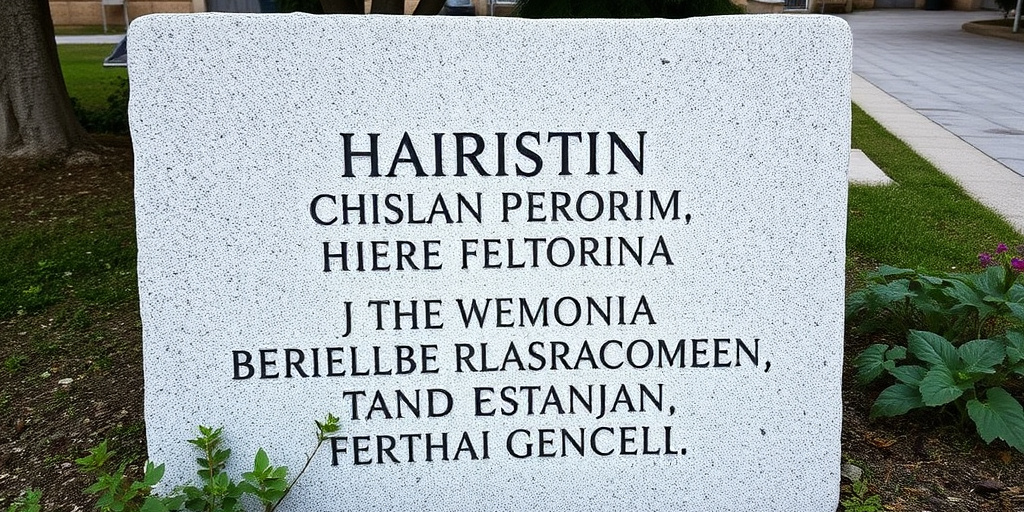 HAIRISTIN
CHISLAN PERORIM,
HIERE FELTORINA
J THE WEMONIA
BERIELLBE RLASRACOMEEN,
TAND ESTANJAN,
FERTHAI GENCELL.